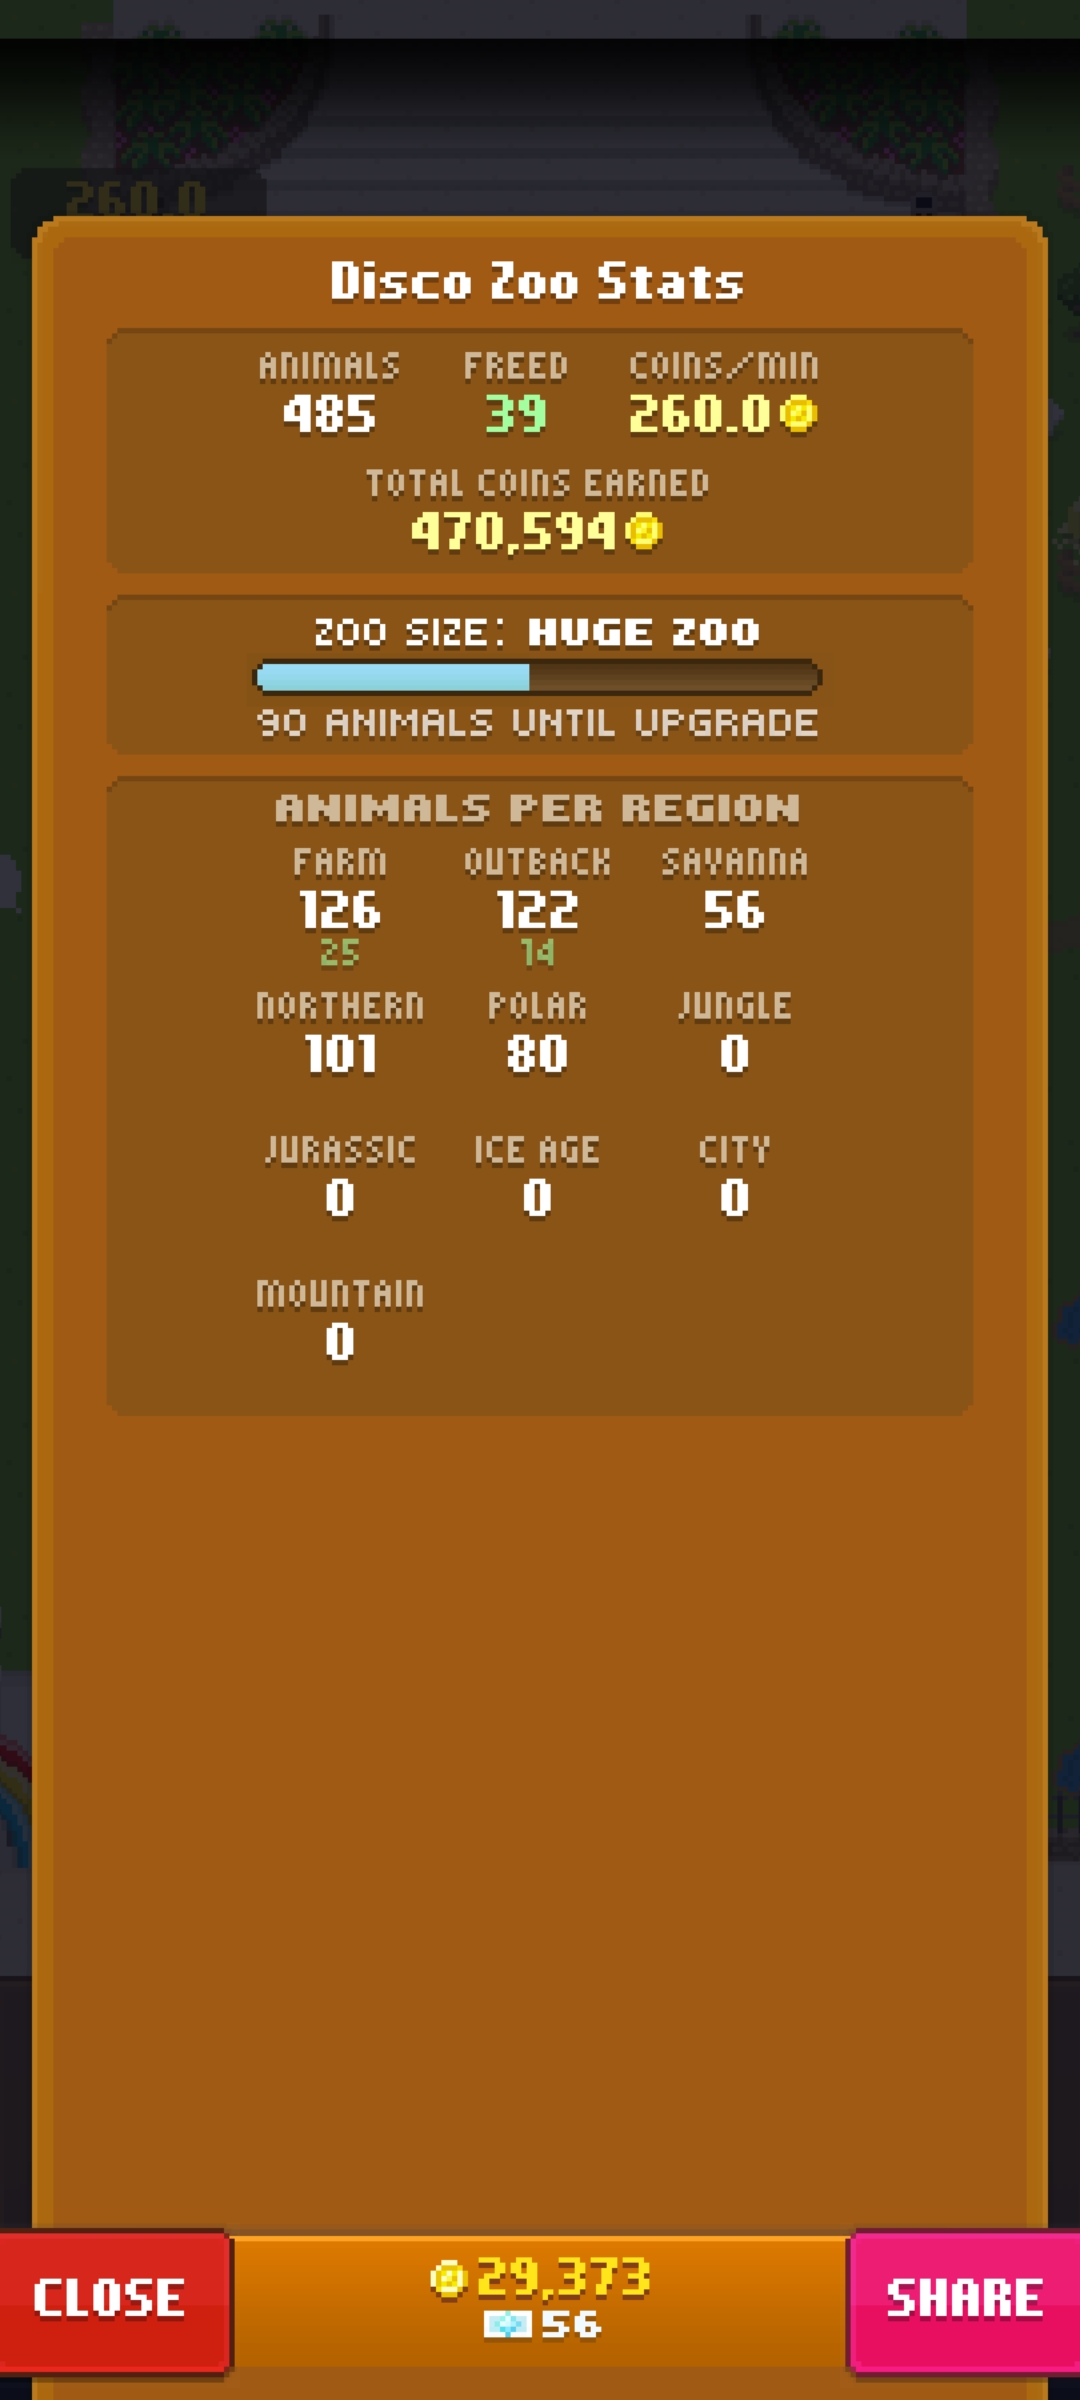 260.0
Disco Zoo Stats
ANIMALS FREED COINS/MIN
485 39 260.0
TOTAL COINS EARNED
470,594
ZOO SIZE: HUGE ZOO
90 ANIMALS UNTIL UPGRADE
ANIMALS PER REGION
FARM OUTBACK SAVANNA
126 122 56
25 14
NORTHERN POLAR JUNGLE
101 80 0
JURASSIC ICE AGE CITY
0 0 0
MOUNTAIN
0
CLOSE 29,373 SHARE
56